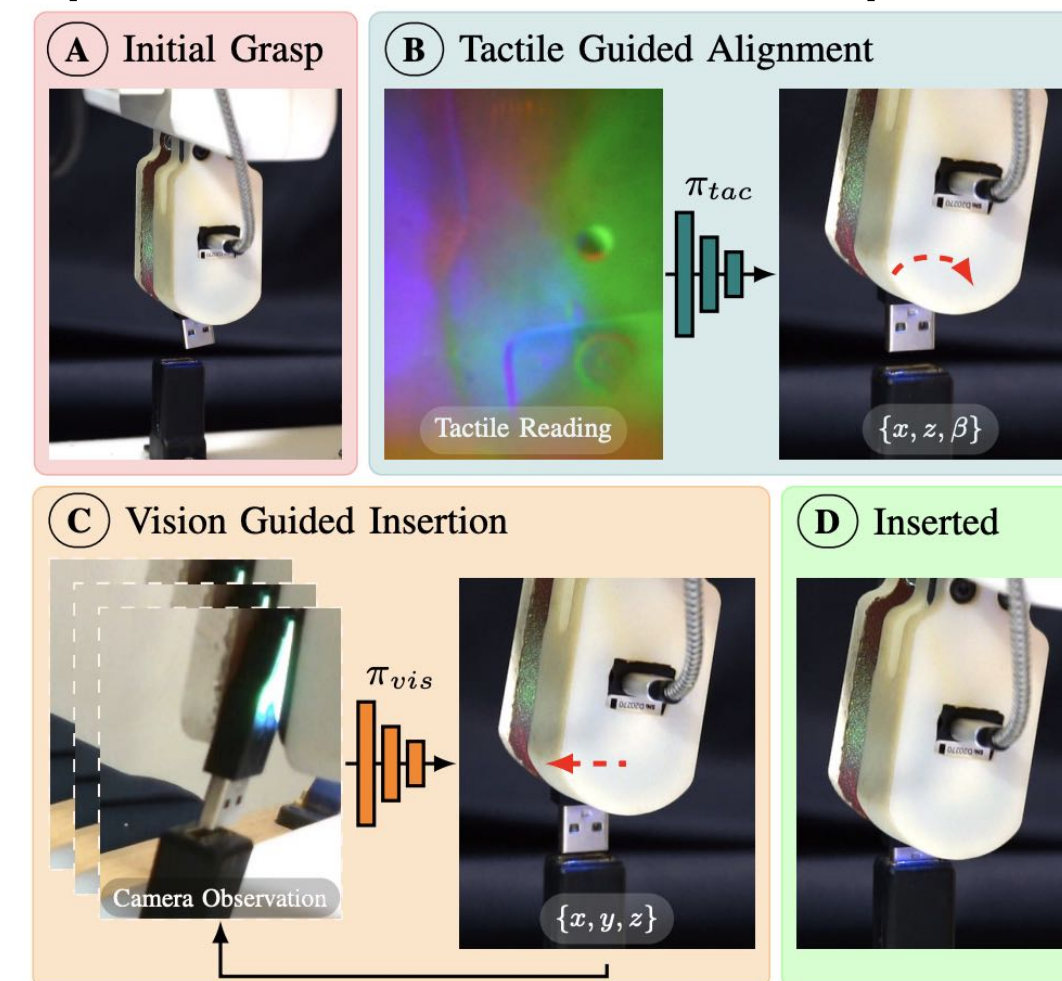 A Initial Grasp
B Tactile Guided Alignment
π_tac
Tactile Reading
{x, z, β}
C Vision Guided Insertion
π_vis
Camera Observation
{x, y, z}
D Inserted